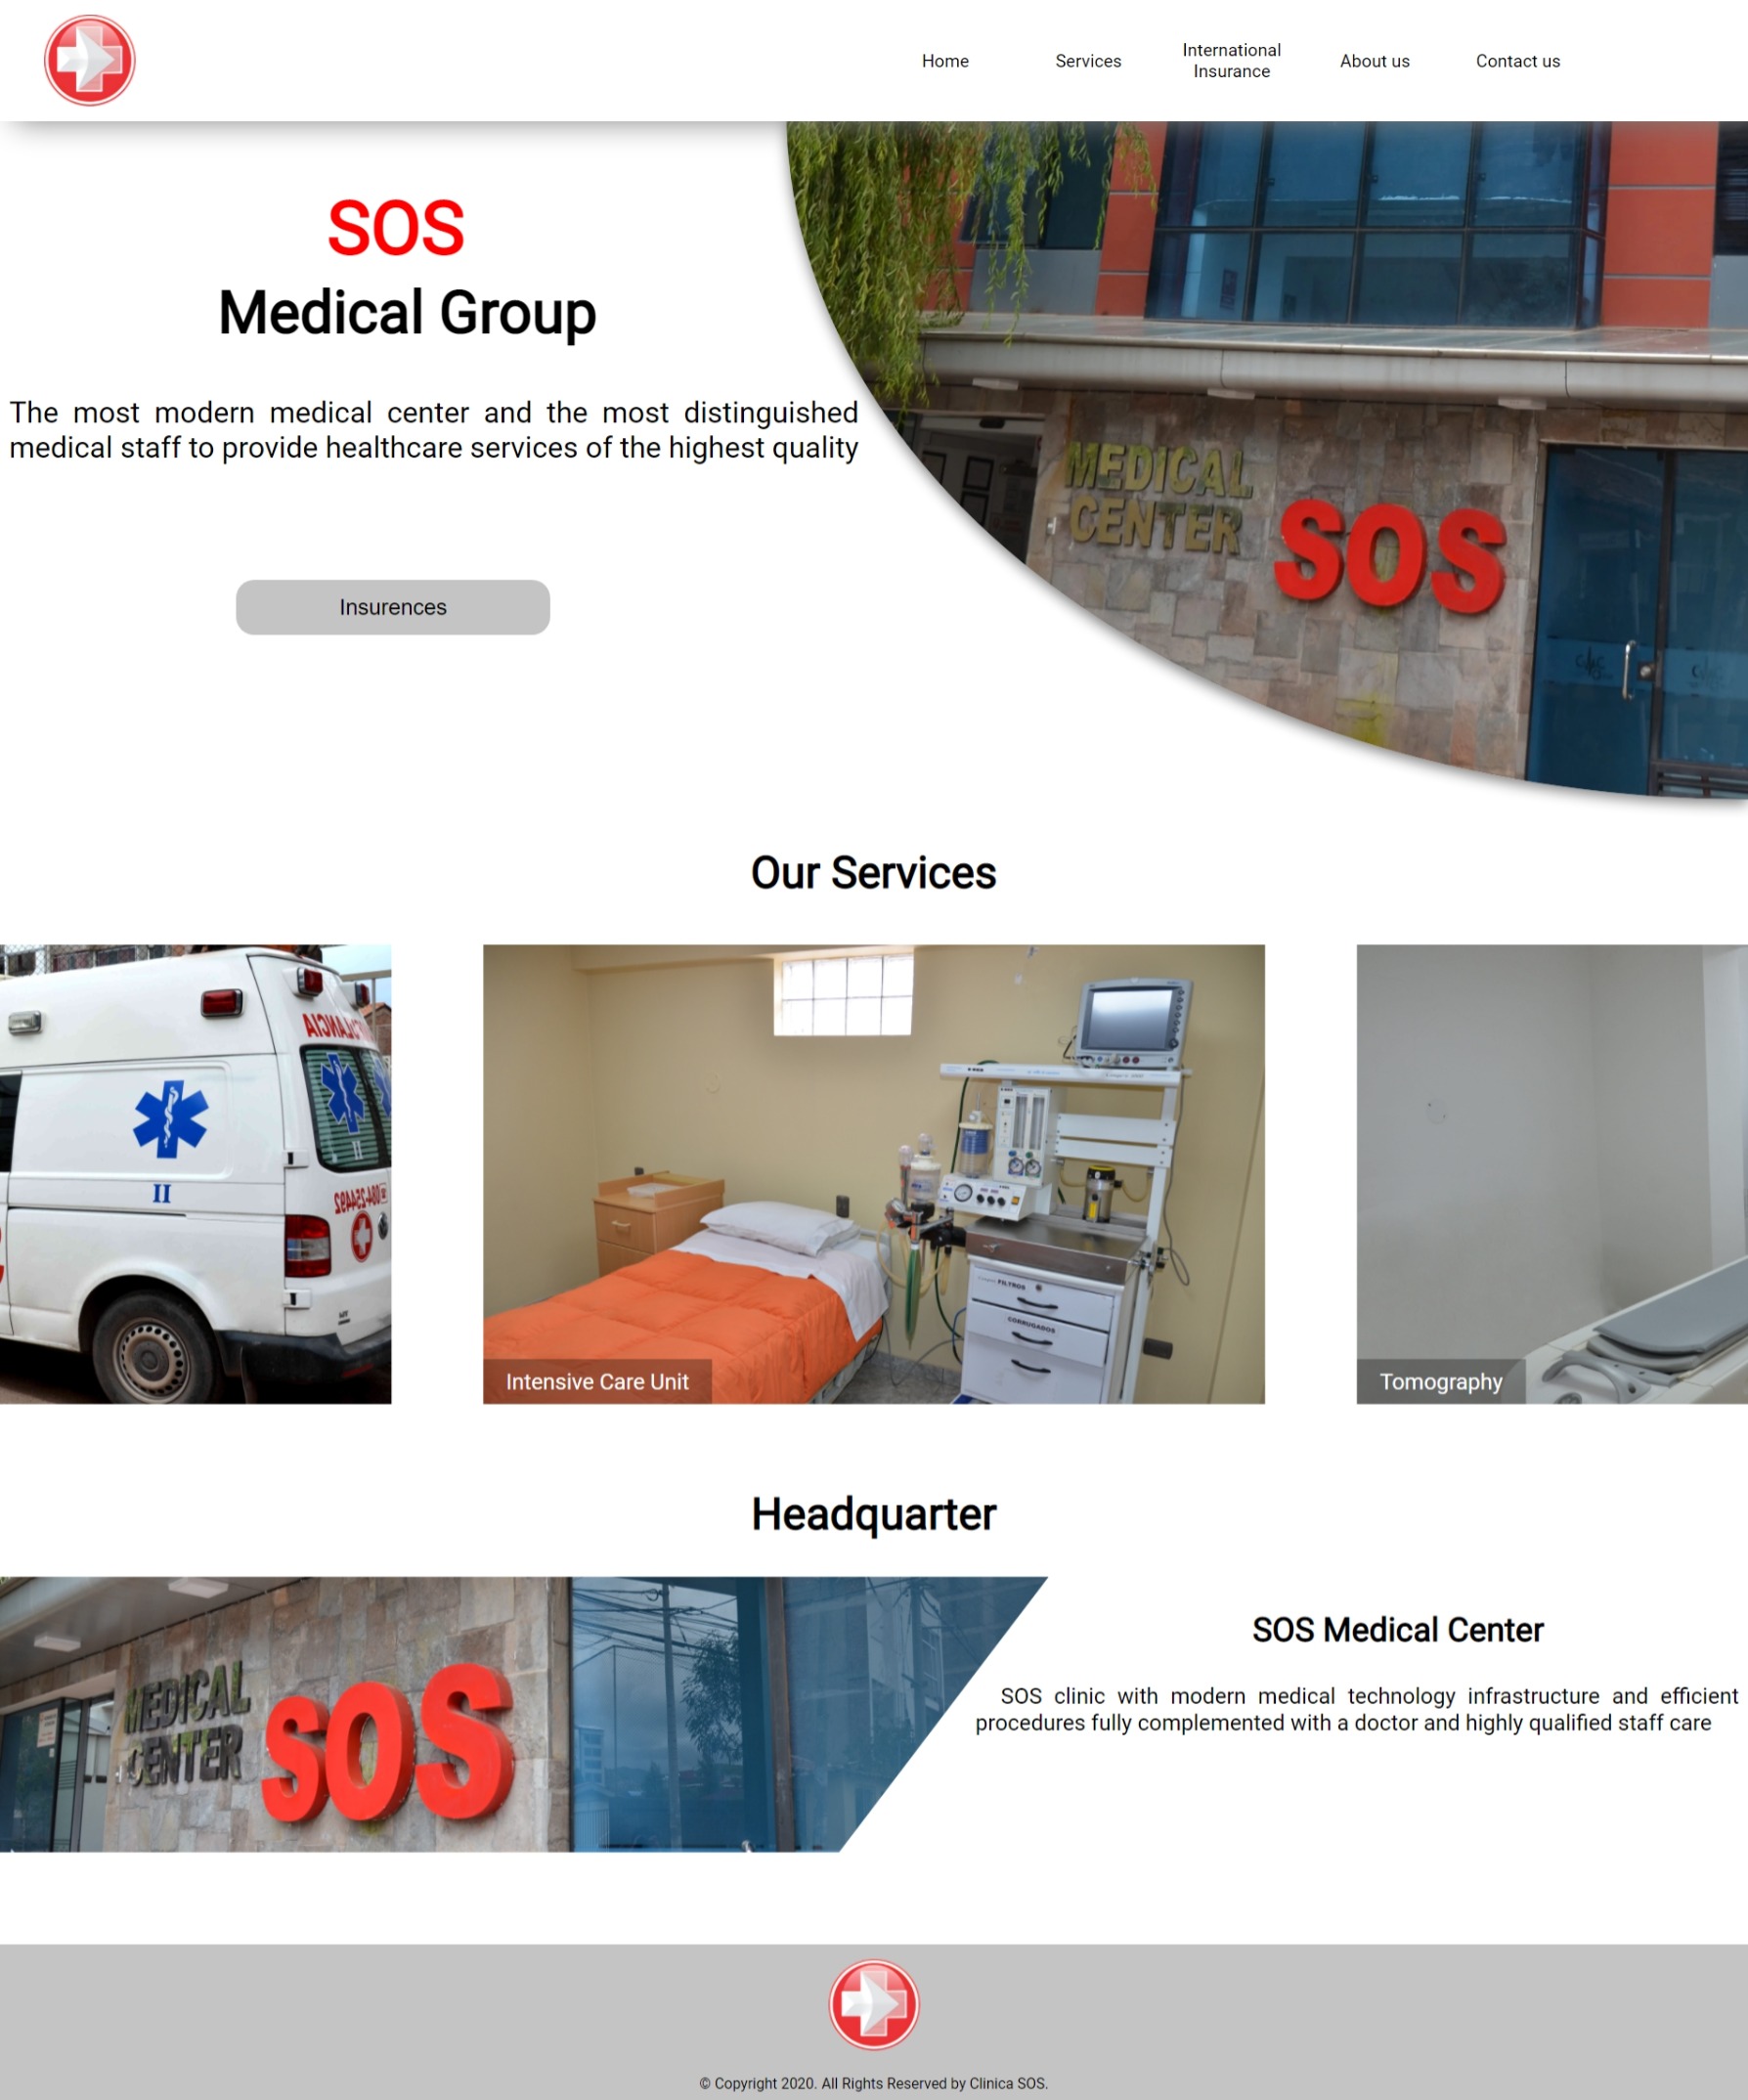 Home
Services
International
Insurance
About us
Contact us
SOS
Medical Group
The most modern medical center and the most distinguished
medical staff to provide healthcare services of the highest quality
Insurences
MEDICAL
CENTER
SOS
Our Services
II
II
Intensive Care Unit
FILTROS
CORRUGADOS
Tomography
Headquarter
MEDICAL
CENTER
SOS
SOS Medical Center
SOS clinic with modern medical technology infrastructure and efficient
procedures fully complemented with a doctor and highly qualified staff care
© Copyright 2020. All Rights Reserved by Clinica SOS.